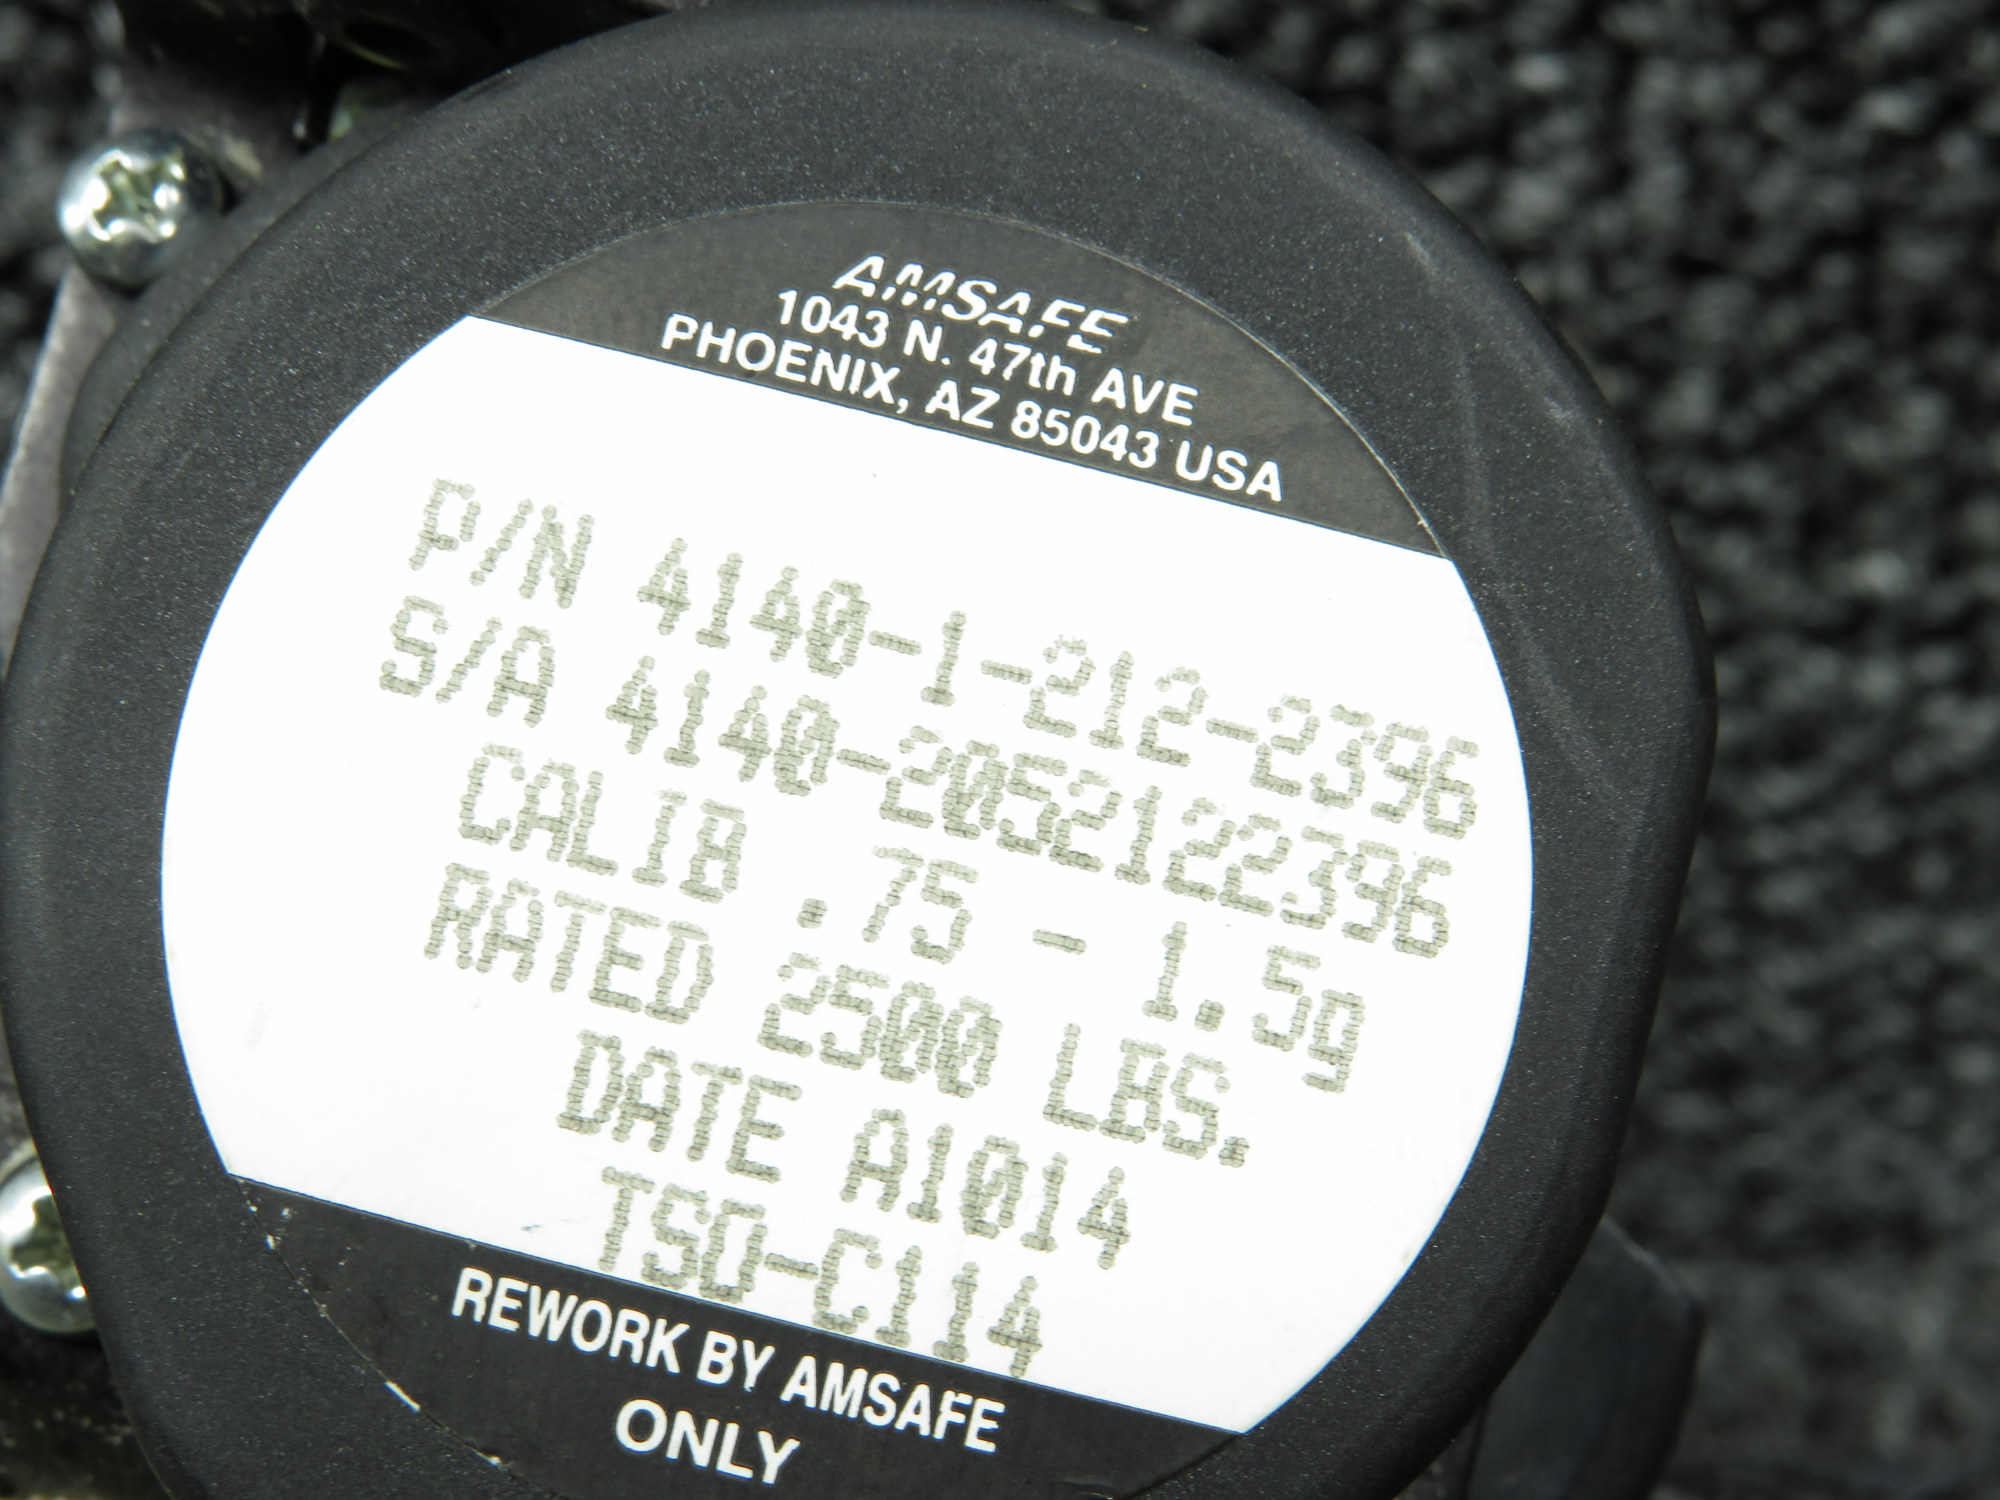 AMSAFE
1043 N. 47th AVE
PHOENIX, AZ 85043 USA
P/N 4140-1-212-2396
S/A 4140-2052122396
CALIB .75 - 1.5g
RATED 2500 LBS.
DATE A1014
TSO-C114
REWORK BY AMSAFE
ONLY